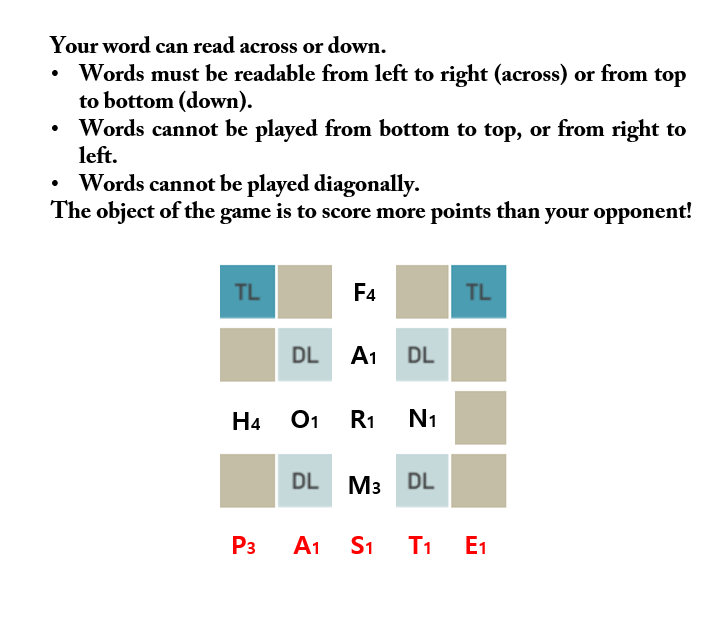 Your word can read across or down.
• Words must be readable from left to right (across) or from top
to bottom (down).
• Words cannot be played from bottom to top, or from right to
left.
• Words cannot be played diagonally.
The object of the game is to score more points than your opponent!
TL F4 TL
DL A1 DL
H4 O1 R1 N1
DL M3 DL
P3 A1 S1 T1 E1